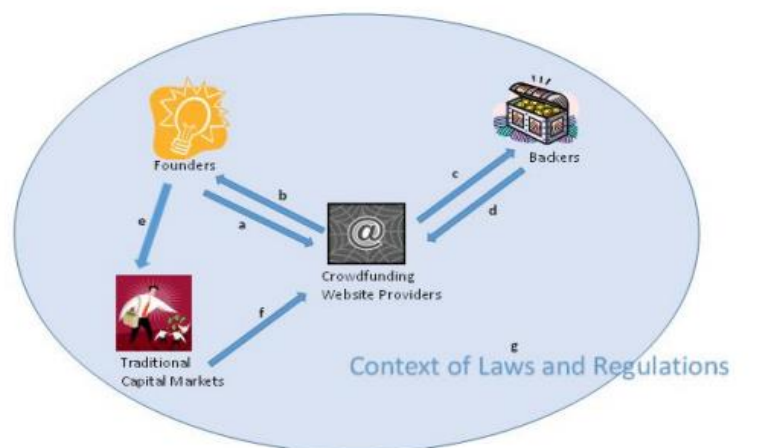 Founders
Backers
c
b
d
e
a
@
Crowdfunding
Website Providers
f
g
Traditional
Capital Markets
Context of Laws and Regulations